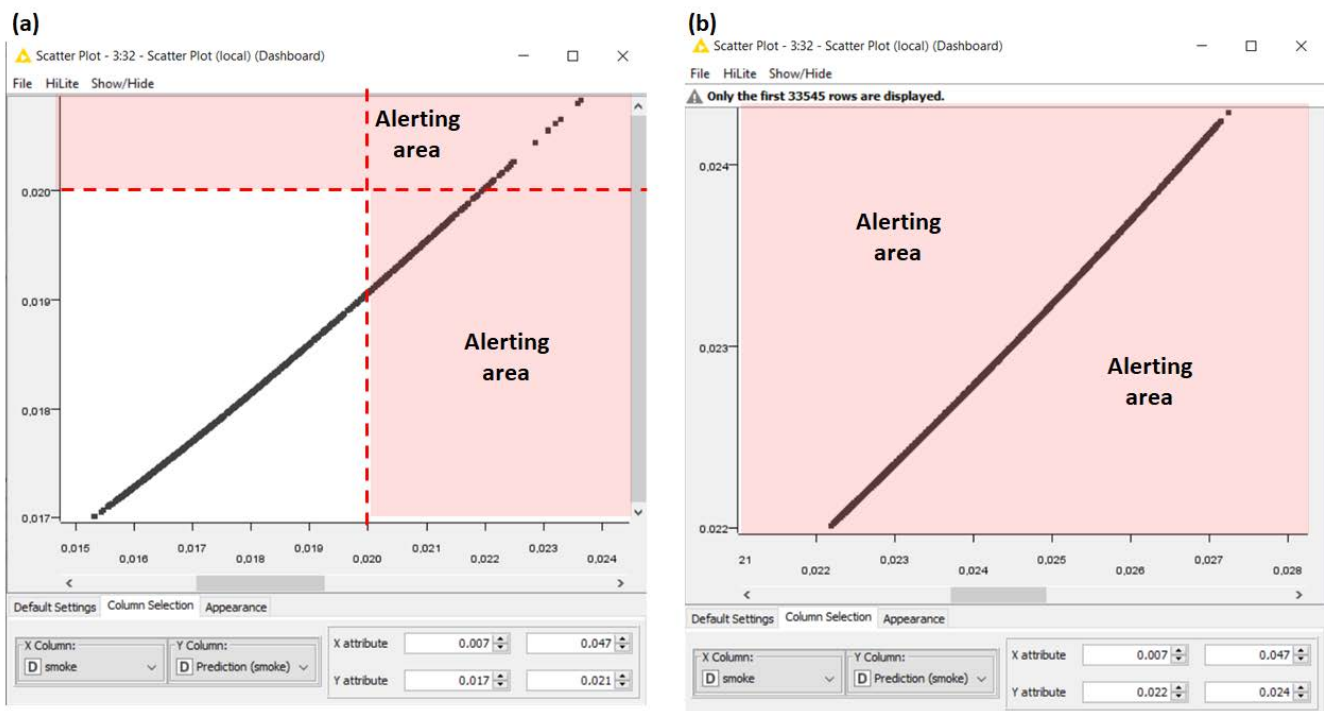 (a)
Scatter Plot - 3:32 - Scatter Plot (local) (Dashboard)
File HiLite Show/Hide
Alerting
area
0,020
0,019
Alerting
area
0,018
0,017
0,015 0,017 0,019 0,020 0,021 0,023
0,016 0,018 0,022 0,024
Default Settings Column Selection Appearance
X Column: Y Column:
D smoke D Prediction (smoke)
X attribute 0.007 0.047
Y attribute 0.017 0.021
(b)
Scatter Plot - 3:32 - Scatter Plot (local) (Dashboard)
File HiLite Show/Hide
Only the first 33545 rows are displayed.
0,024
Alerting
area
0,023
Alerting
area
0,022
21 0,023 0,025 0,027
0,022 0,024 0,026 0,028
Default Settings Column Selection Appearance
X Column: Y Column:
D smoke D Prediction (smoke)
X attribute 0.007 0.047
Y attribute 0.022 0.024